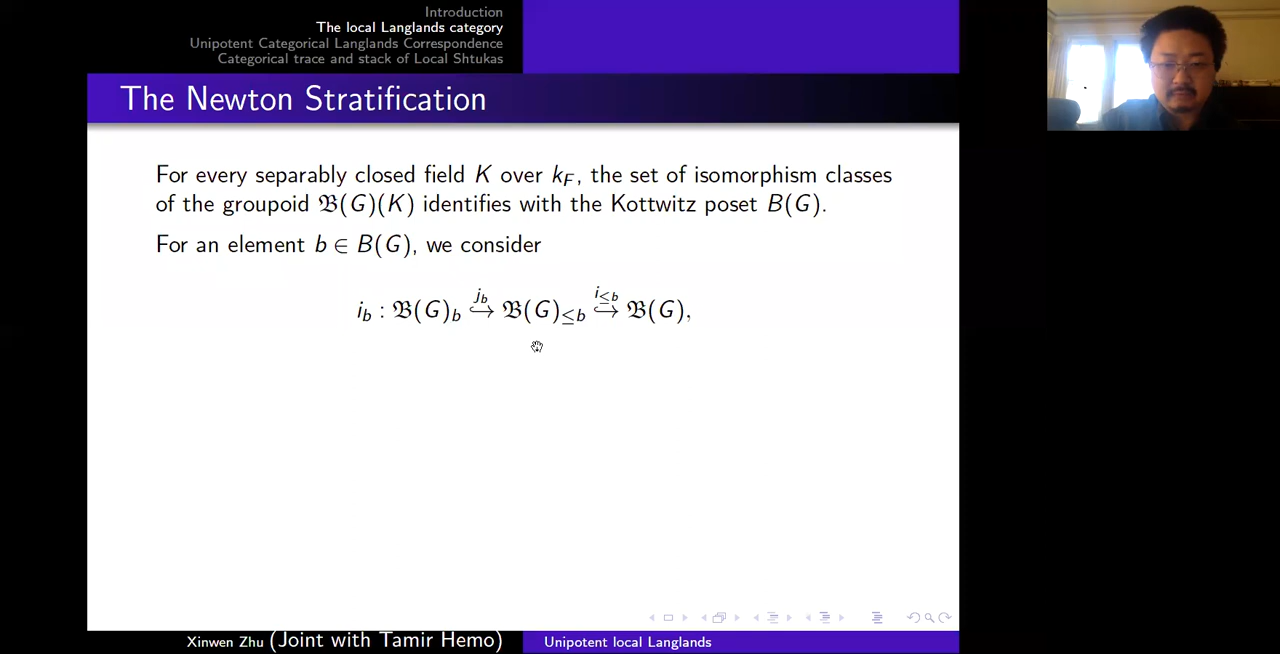 Introduction
The local Langlands category
Unipotent Categorical Langlands Correspondence
Categorical trace and stack of Local Shtukas
The Newton Stratification
For every separably closed field K over k_F, the set of isomorphism classes
of the groupoid 𝔅(G)(K) identifies with the Kottwitz poset B(G).
For an element b ∈ B(G), we consider
i_b : 𝔅(G)_b ↪^{j_b} 𝔅(G)_{≤b} ↪^{i_{≤b}} 𝔅(G),
Xinwen Zhu (Joint with Tamir Hemo)
Unipotent local Langlands